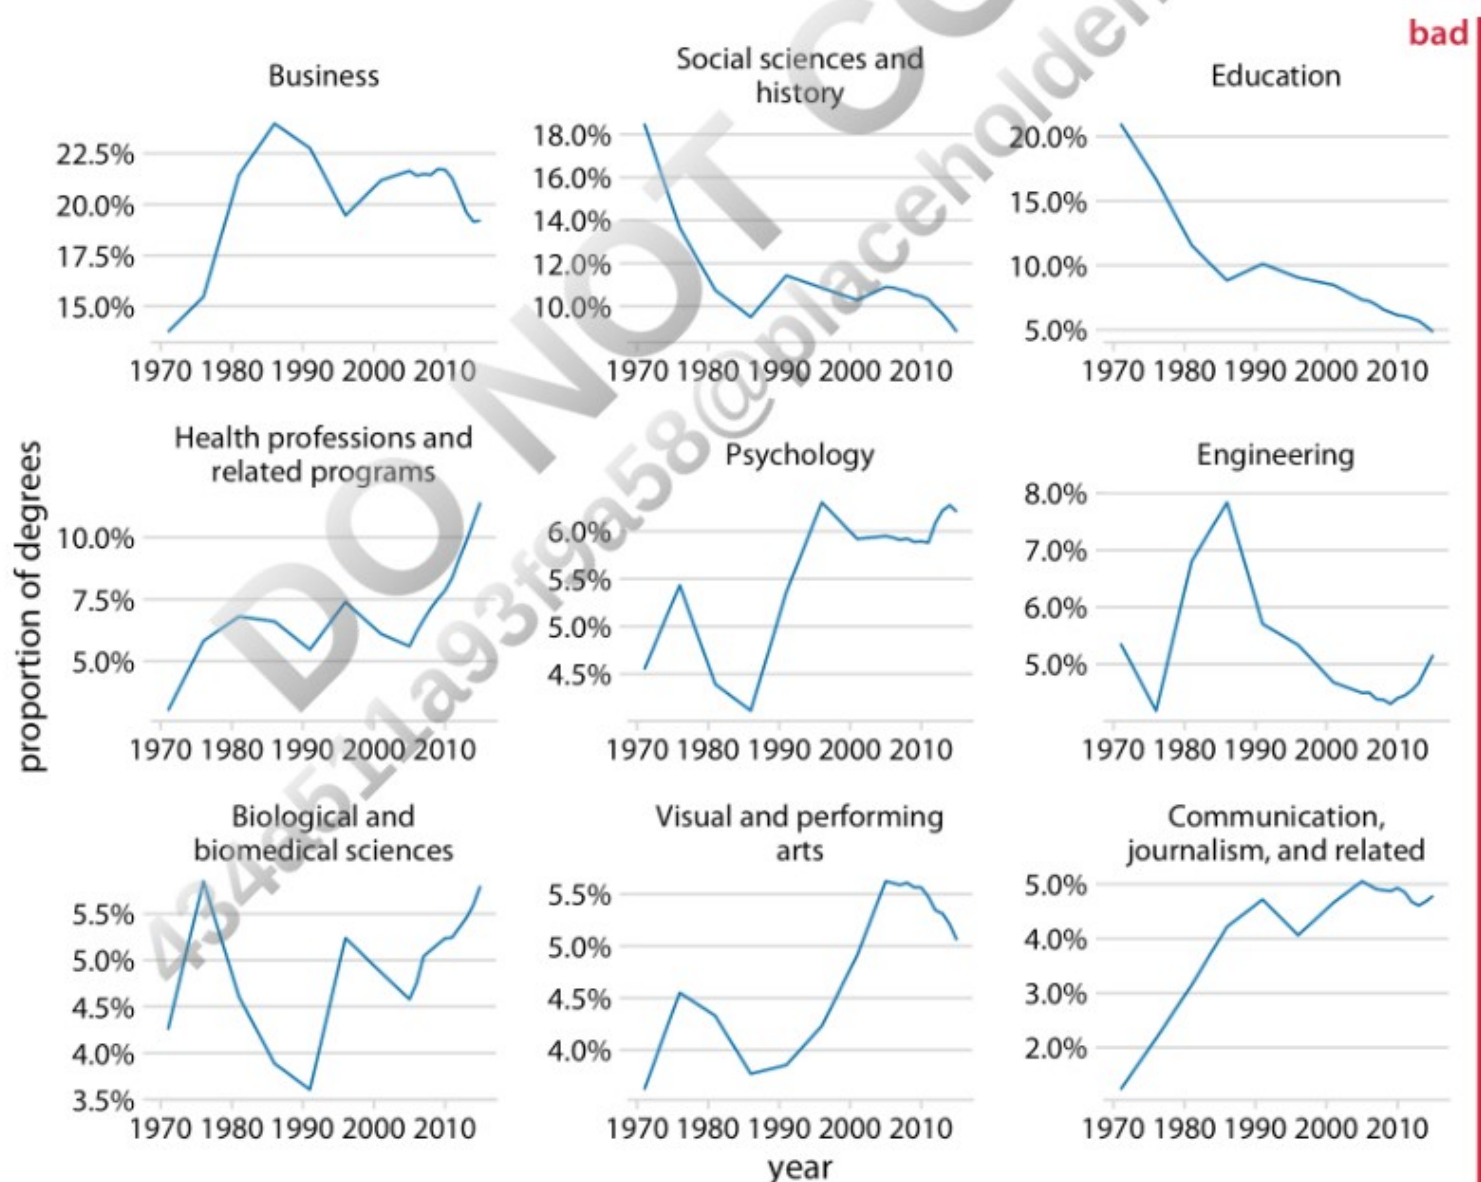 bad
Business
Social sciences and
history
Education
22.5%
20.0%
17.5%
15.0%
1970 1980 1990 2000 2010
18.0%
16.0%
14.0%
12.0%
10.0%
1970 1980 1990 2000 2010
20.0%
15.0%
10.0%
5.0%
1970 1980 1990 2000 2010
proportion of degrees
Health professions and
related programs
Psychology
Engineering
10.0%
7.5%
5.0%
1970 1980 1990 2000 2010
6.0%
5.5%
5.0%
4.5%
1970 1980 1990 2000 2010
8.0%
7.0%
6.0%
5.0%
1970 1980 1990 2000 2010
Biological and
biomedical sciences
Visual and performing
arts
Communication,
journalism, and related
5.5%
5.0%
4.5%
4.0%
3.5%
1970 1980 1990 2000 2010
5.5%
5.0%
4.5%
4.0%
1970 1980 1990 2000 2010
5.0%
4.0%
3.0%
2.0%
1970 1980 1990 2000 2010
year
DO NOT CO
434a511a93f9a58@placeholder